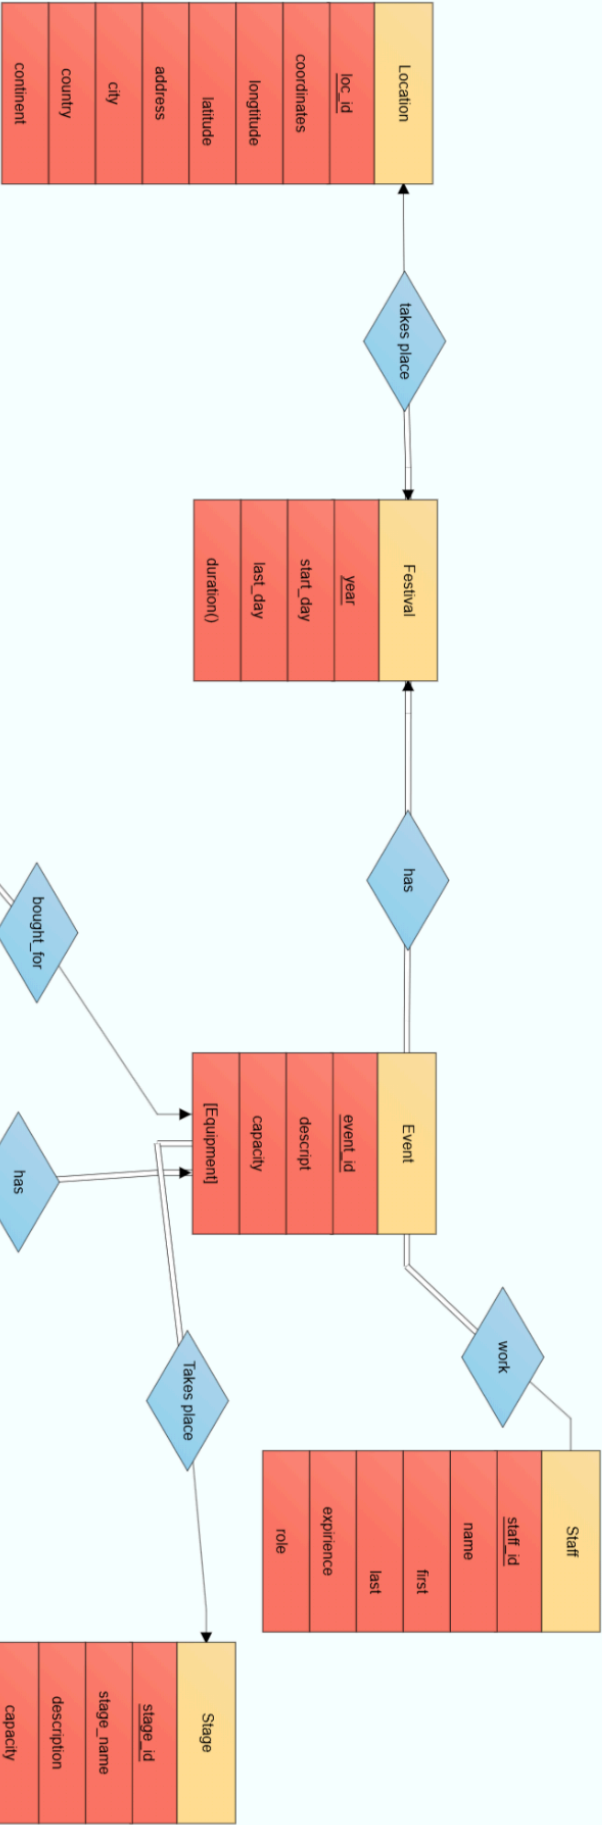 Location
loc_id
coordinates
longtitude
latitude
address
city
country
continent
takes place
Festival
year
start_day
last_day
duration()
has
bought_for
Event
event_id
descript
capacity
[Equipment]
has
work
Takes place
Staff
staff_id
name
first
last
expirience
role
Stage
stage_id
stage_name
description
capacity